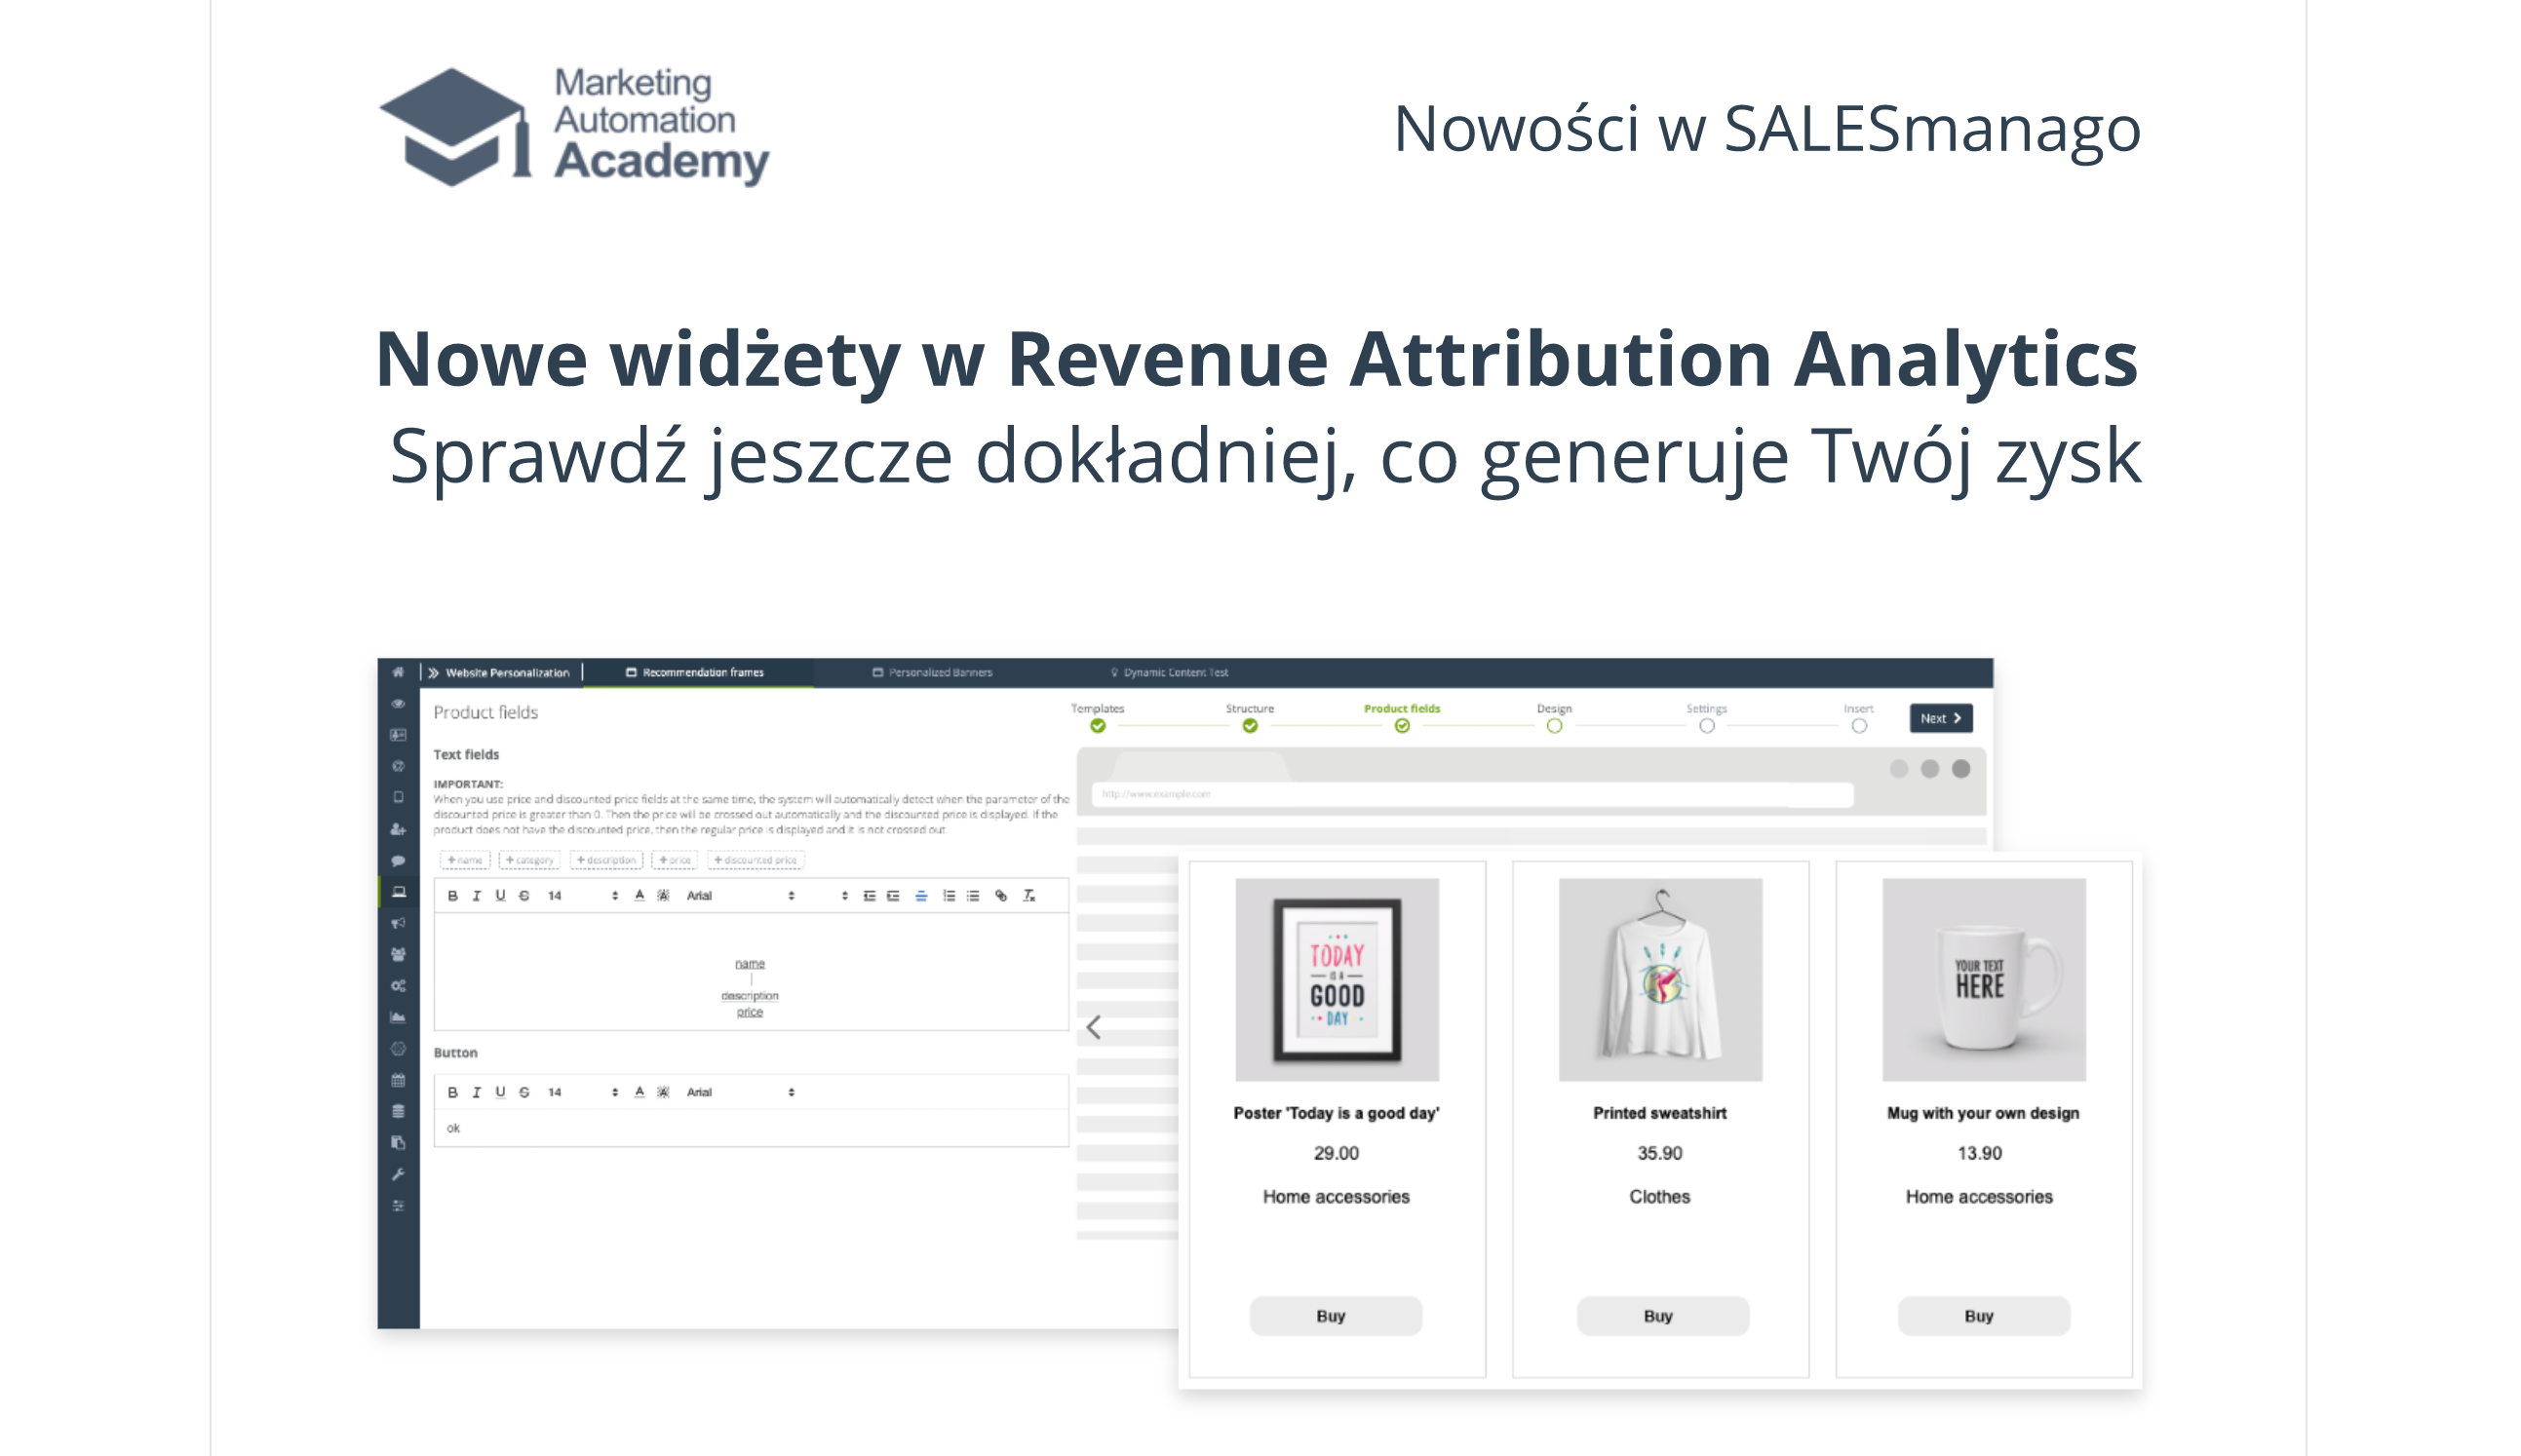 Marketing
Automation
Academy
Nowości w SALESmanago
Nowe widżety w Revenue Attribution Analytics
Sprawdź jeszcze dokładniej, co generuje Twój zysk
Website Personalization
Recommendation frames
Personalized Banners
Dynamic Content Test
Product fields
Templates
Structure
Product fields
Design
Settings
Insert
Next
Text fields
IMPORTANT:
When you use price and discounted price fields at the same time, the system will automatically detect when the parameter of the
discounted price is greater than 0. Then the price will be crossed out automatically and the discounted price is displayed. If the
product does not have the discounted price, then the regular price is displayed and it is not crossed out.
http://www.example.com
+name +category +description +price +discounted price
B I U S 14 A A Arial
name
description
price
Button
B I U S 14 A A Arial
ok
TODAY
IS A
GOOD
DAY
YOUR TEXT
HERE
Poster 'Today is a good day'
29.00
Home accessories
Buy
Printed sweatshirt
35.90
Clothes
Buy
Mug with your own design
13.90
Home accessories
Buy